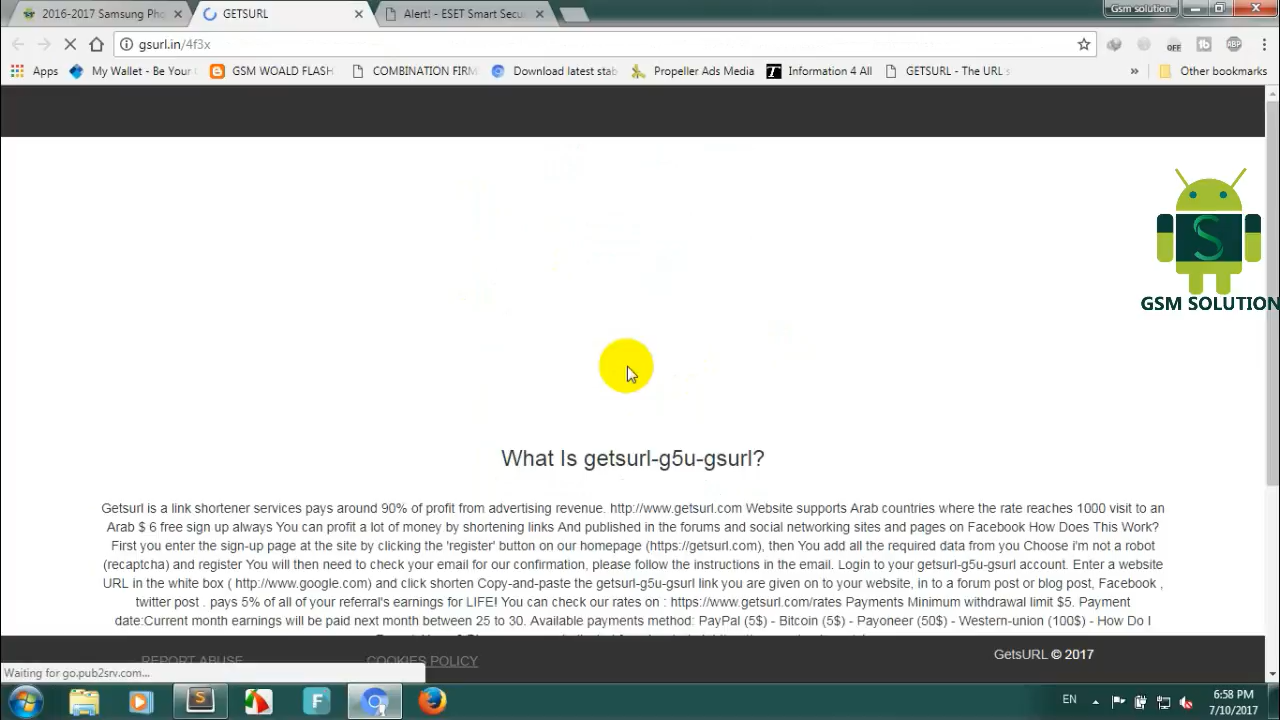 2016-2017 Samsung Pho
GETSURL
Alert! - ESET Smart Secu
Gsm solution
gsurl.in/4f3x
OFF
ABP
Apps
My Wallet - Be Your
GSM WOALD FLASH
COMBINATION FIRM
Download latest stab
Propeller Ads Media
Information 4 All
GETSURL - The URL s
»
Other bookmarks
GSM SOLUTION
What Is getsurl-g5u-gsurl?
Getsurl is a link shortener services pays around 90% of profit from advertising revenue. http://www.getsurl.com Website supports Arab countries where the rate reaches 1000 visit to an
Arab $ 6 free sign up always You can profit a lot of money by shortening links And published in the forums and social networking sites and pages on Facebook How Does This Work?
First you enter the sign-up page at the site by clicking the 'register' button on our homepage (https://getsurl.com), then You add all the required data from you Choose i'm not a robot
(recaptcha) and register You will then need to check your email for our confirmation, please follow the instructions in the email. Login to your getsurl-g5u-gsurl account. Enter a website
URL in the white box ( http://www.google.com) and click shorten Copy-and-paste the getsurl-g5u-gsurl link you are given on to your website, in to a forum post or blog post, Facebook ,
twitter post . pays 5% of all of your referral's earnings for LIFE! You can check our rates on : https://www.getsurl.com/rates Payments Minimum withdrawal limit $5. Payment
date:Current month earnings will be paid next month between 25 to 30. Available payments method: PayPal (5$) - Bitcoin (5$) - Payoneer (50$) - Western-union (100$) - How Do I
REPORT ABUSE
COOKIES POLICY
GetsURL © 2017
Waiting for go.pub2srv.com...
EN
6:58 PM
7/10/2017